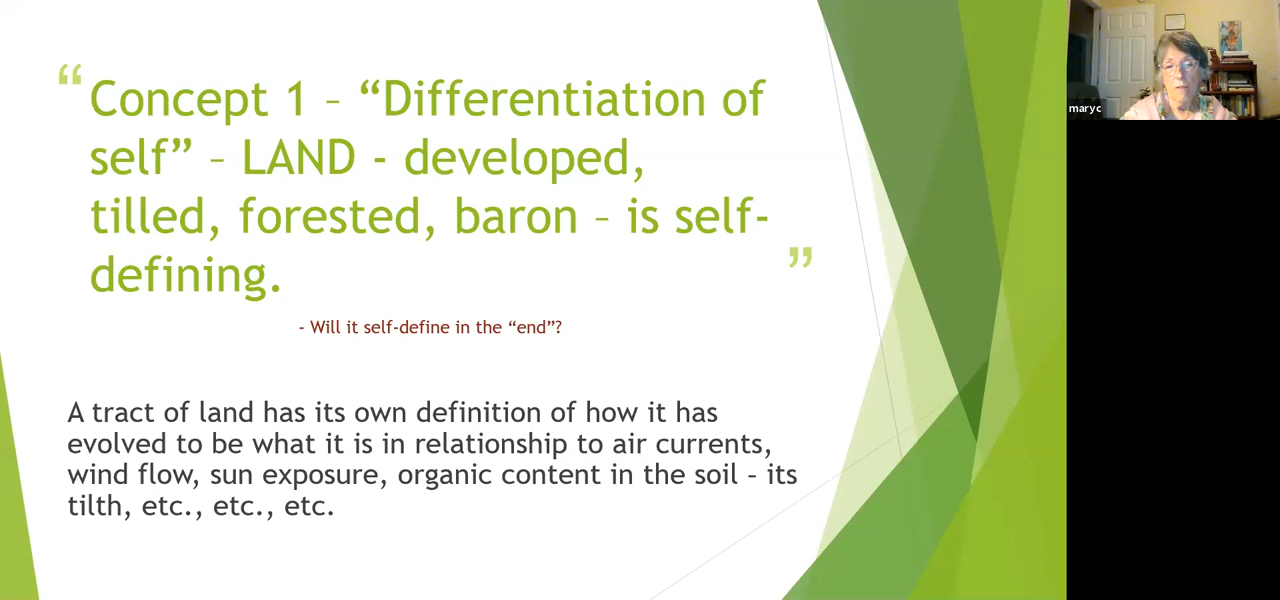 “
Concept 1 – “Differentiation of
self” – LAND - developed,
tilled, forested, baron – is self-
defining.
”
- Will it self-define in the “end”?
A tract of land has its own definition of how it has
evolved to be what it is in relationship to air currents,
wind flow, sun exposure, organic content in the soil – its
tilth, etc., etc., etc.
maryc